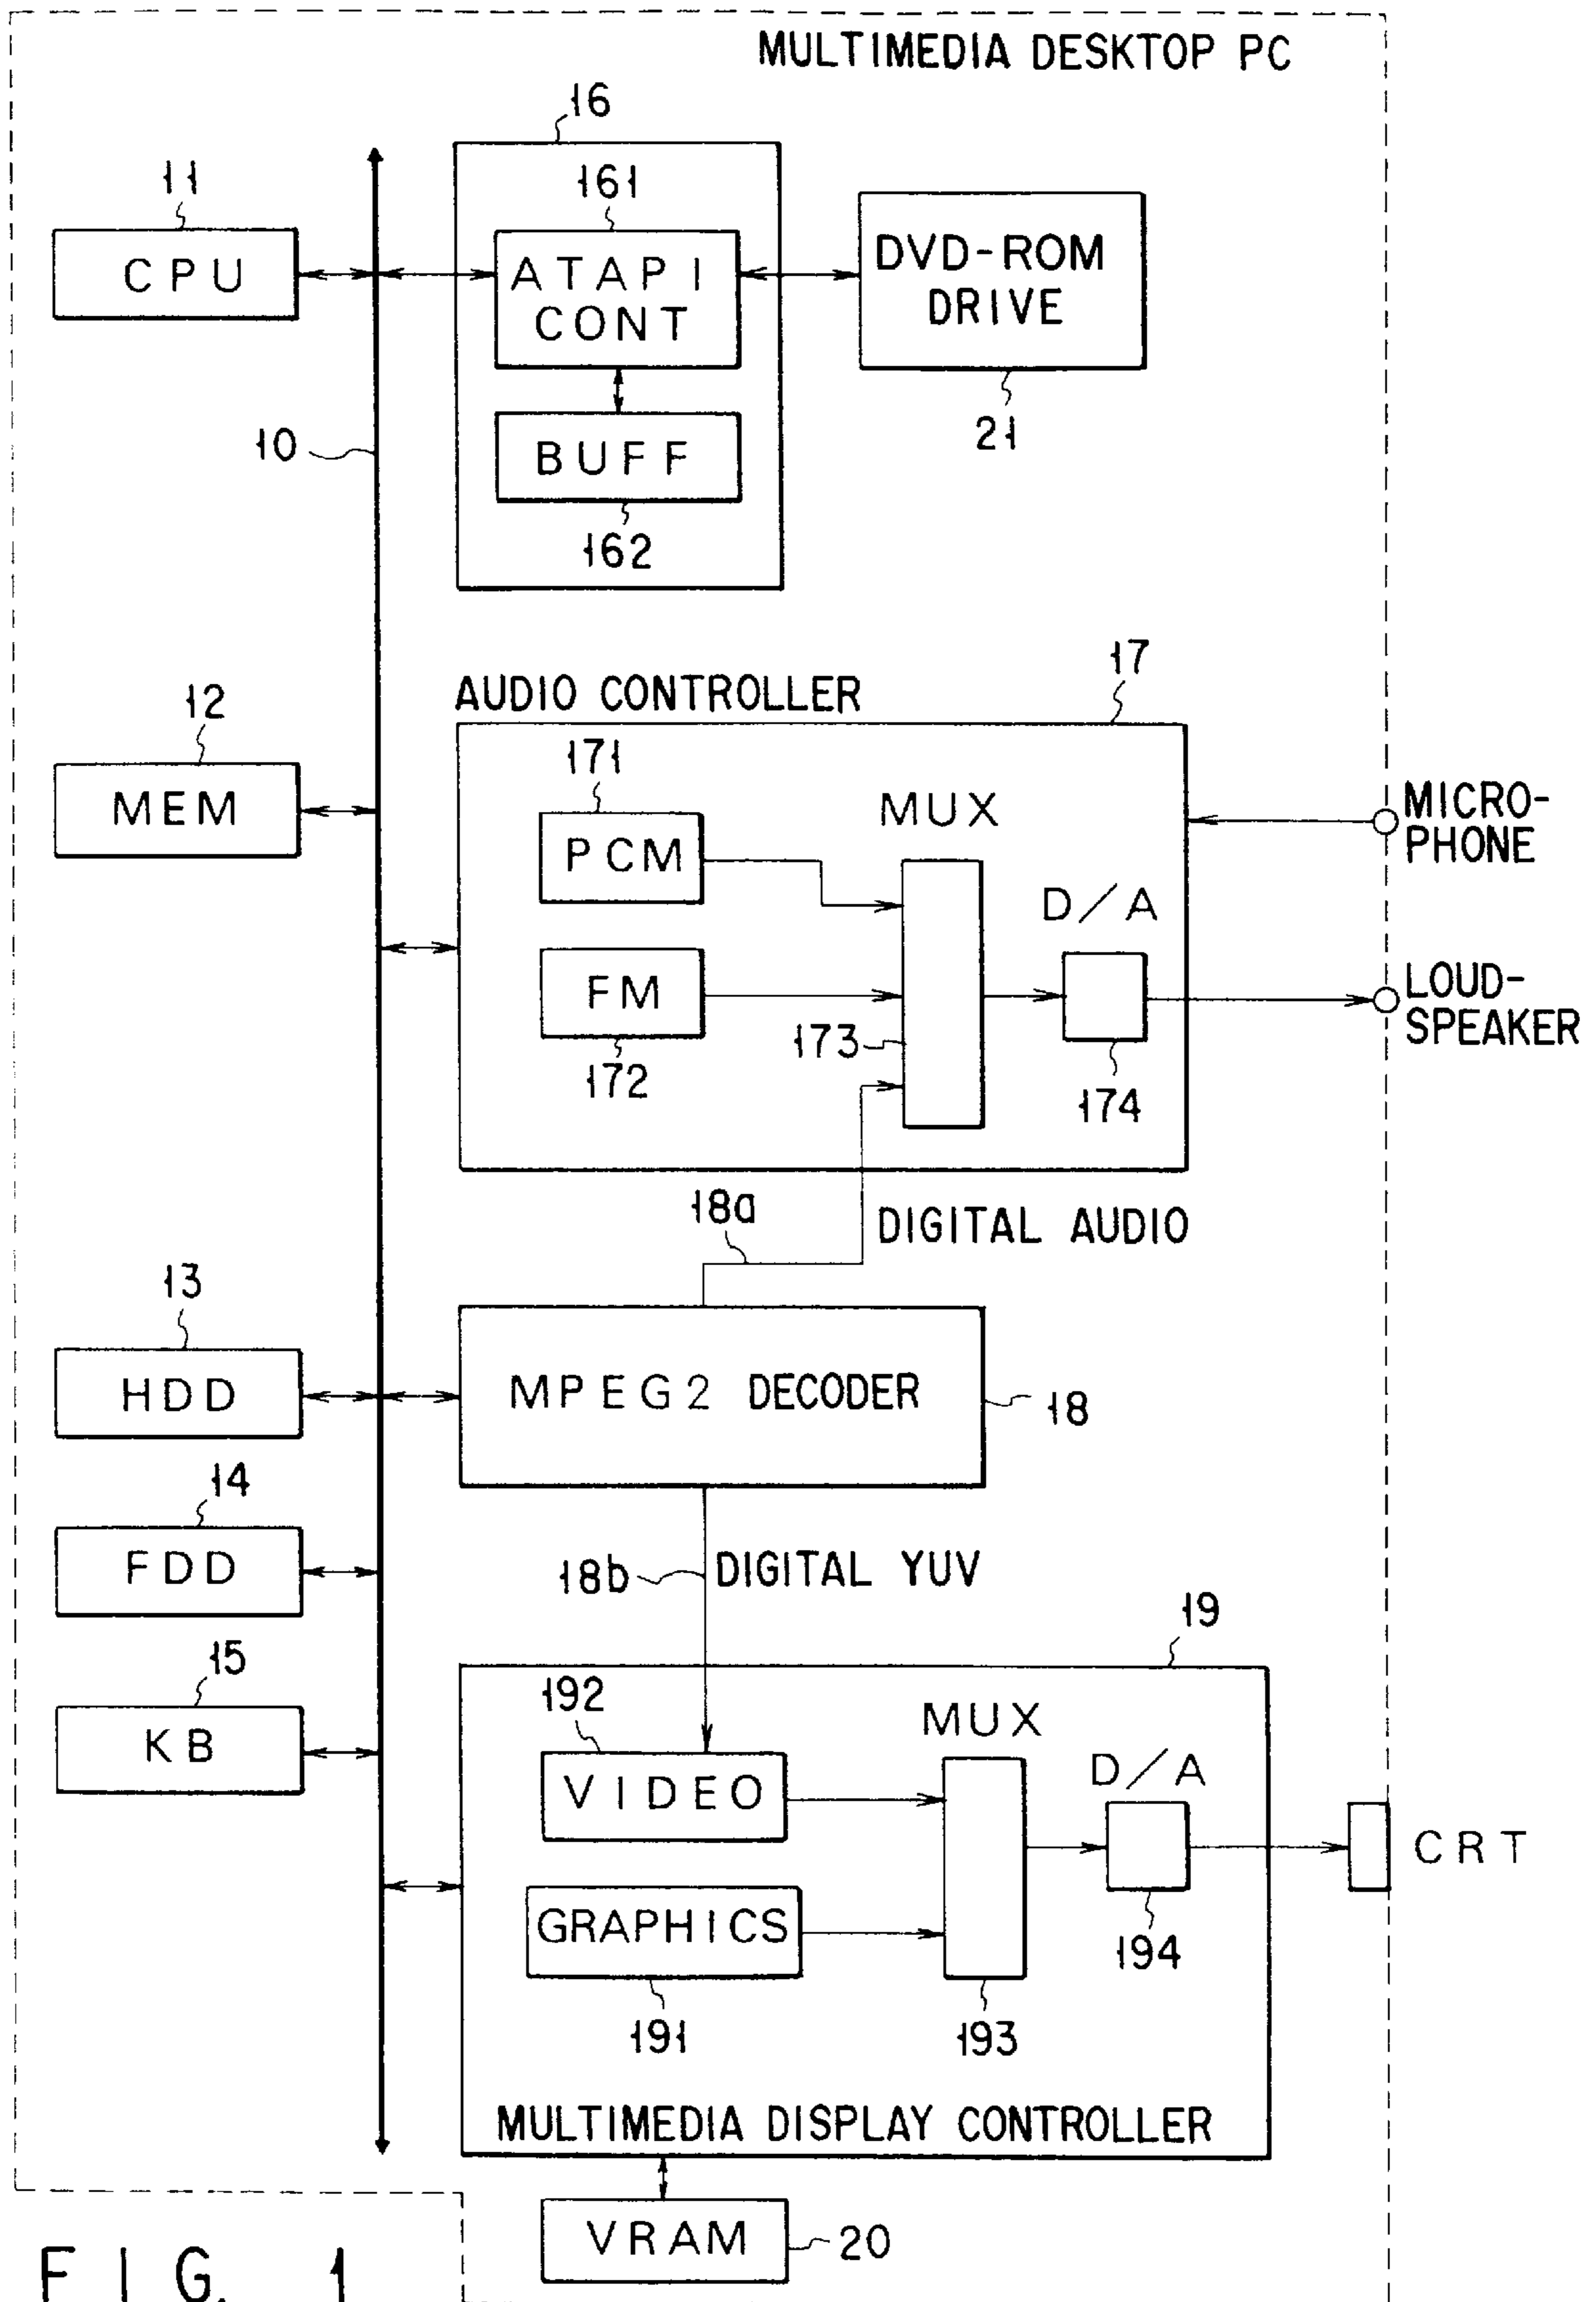 MULTIMEDIA DESKTOP PC
16
11
161
CPU
ATAPI
CONT
DVD-ROM
DRIVE
10
BUFF
21
162
17
AUDIO CONTROLLER
12
171
MEM
MUX
MICRO-
PHONE
PCM
D/A
FM
LOUD-
SPEAKER
173
172
174
18a
DIGITAL AUDIO
13
HDD
MPEG2 DECODER
18
14
FDD
18b
DIGITAL YUV
19
15
192
MUX
KB
VIDEO
D/A
CRT
GRAPHICS
194
191
193
MULTIMEDIA DISPLAY CONTROLLER
VRAM
20
FIG. 1